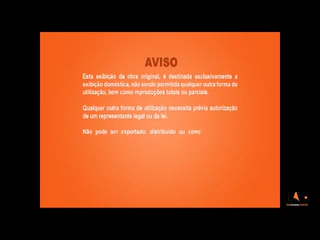 AVISO
Esta exibição da obra original, é destinada exclusivamente a
exibição doméstica, não sendo permitida qualquer outra forma de
utilização, bem como reproduções totais ou parciais.
Qualquer outra forma de utilização necesita prévia autorização
de um representante legal ou da lei.
Não pode ser exportada, distribuído ou como